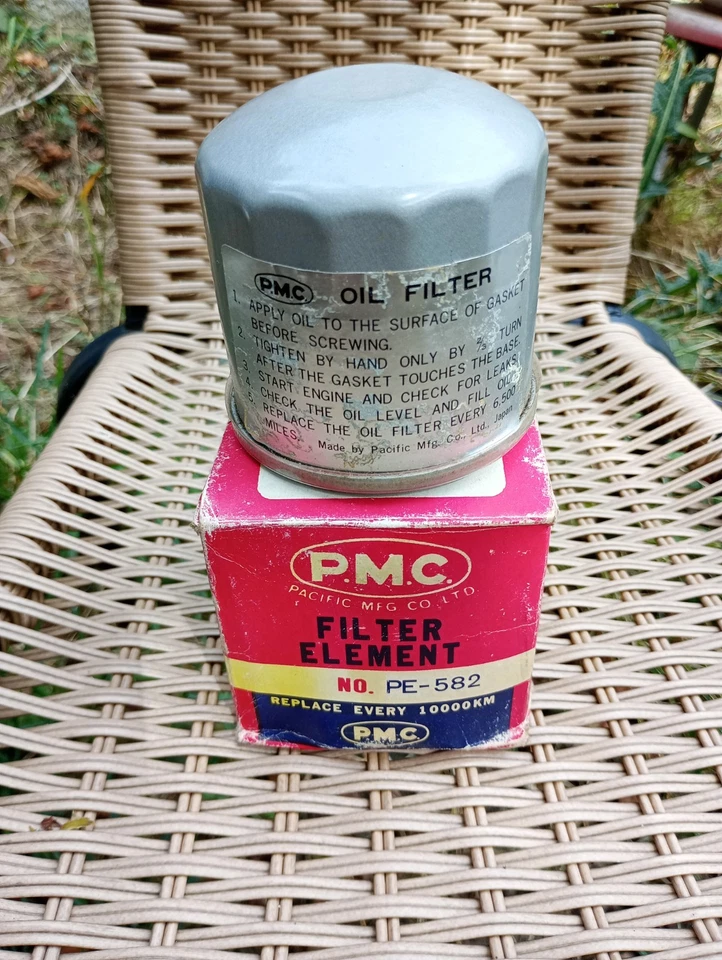 P.M.C. OIL FILTER
1. APPLY OIL TO THE SURFACE OF GASKET
BEFORE SCREWING.
2. TIGHTEN BY HAND ONLY BY ⅔ TURN
AFTER THE GASKET TOUCHES THE BASE.
3. START ENGINE AND CHECK FOR LEAKS.
4. CHECK THE OIL LEVEL AND FILL OIL.
5. REPLACE THE OIL FILTER EVERY 6,500
MILES.
Made by Pacific Mfg. Co., Ltd., Japan
P.M.C.
PACIFIC MFG CO LTD
FILTER
ELEMENT
NO. PE-582
REPLACE EVERY 10000KM
P.M.C.